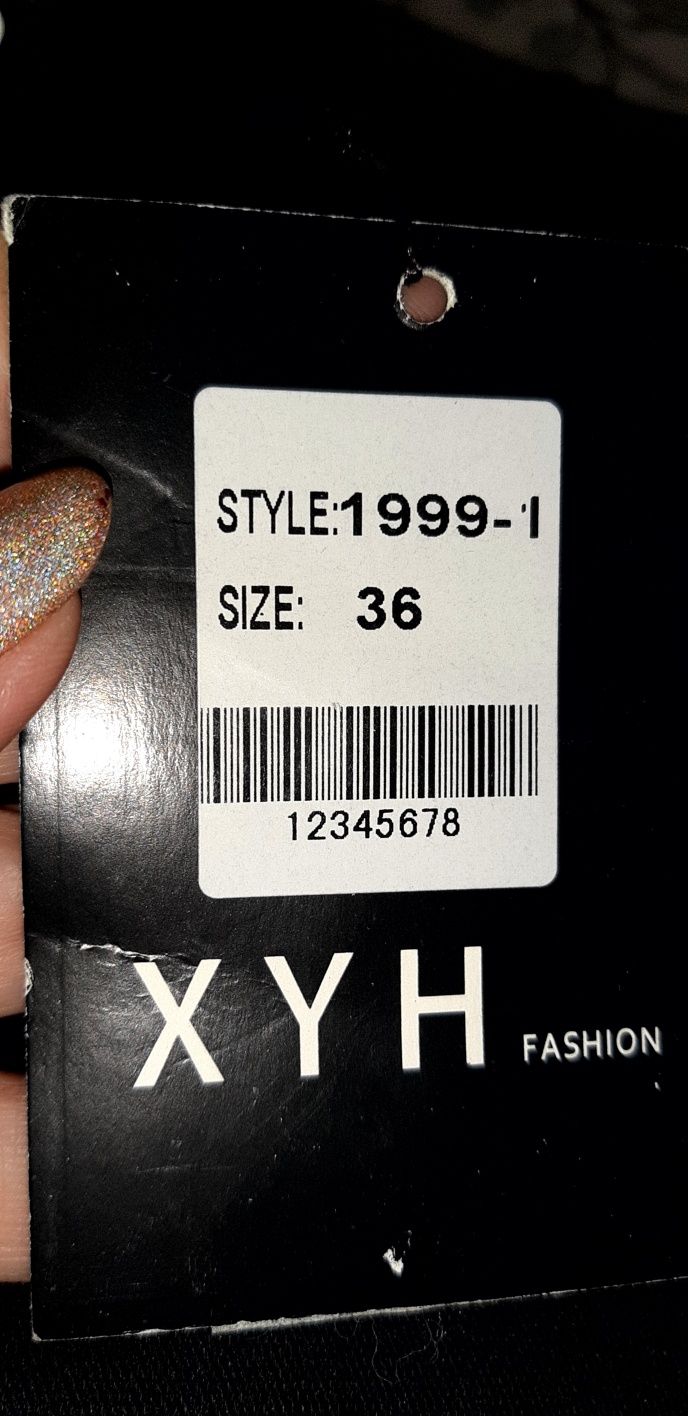 STYLE:1999-1
SIZE: 36
12345678
XYH FASHION